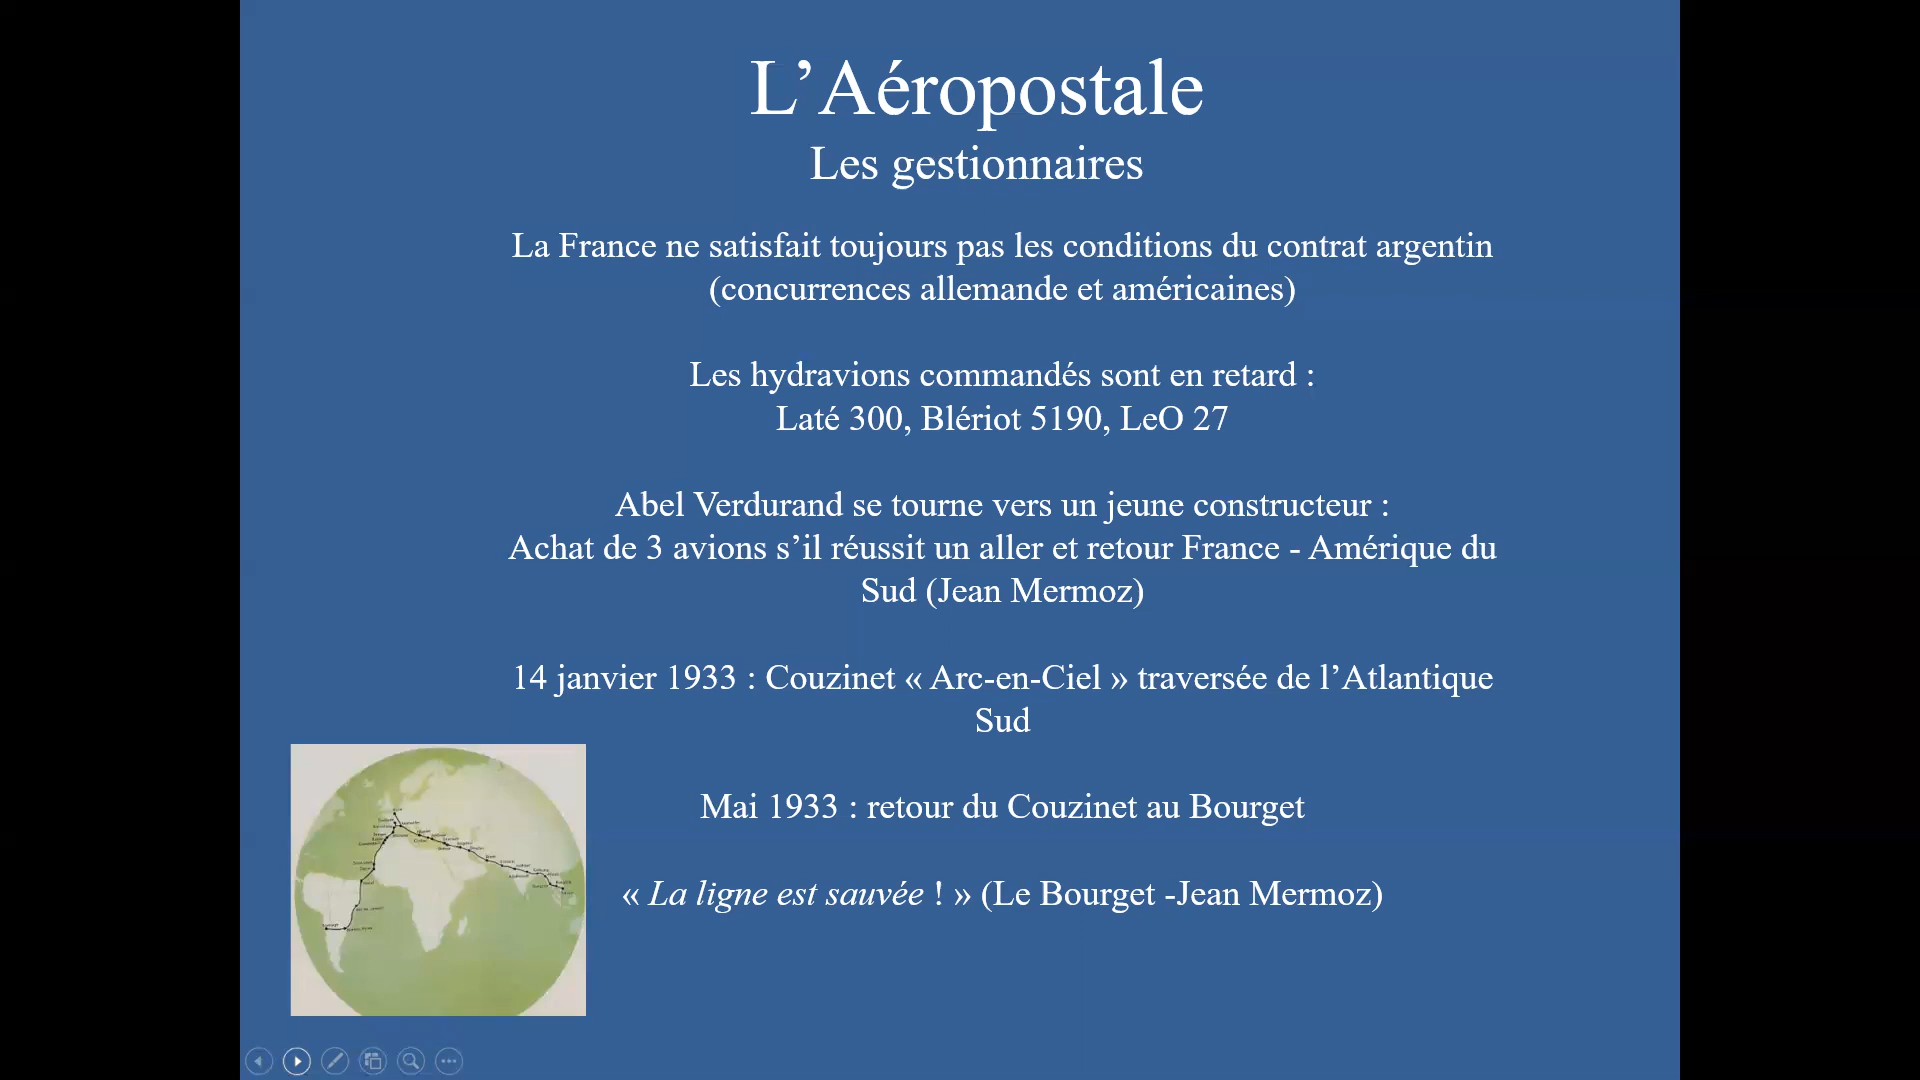 L’Aéropostale
Les gestionnaires
La France ne satisfait toujours pas les conditions du contrat argentin
(concurrences allemande et américaines)
Les hydravions commandés sont en retard :
Laté 300, Blériot 5190, LeO 27
Abel Verdurand se tourne vers un jeune constructeur :
Achat de 3 avions s’il réussit un aller et retour France - Amérique du
Sud (Jean Mermoz)
14 janvier 1933 : Couzinet « Arc-en-Ciel » traversée de l’Atlantique
Sud
Mai 1933 : retour du Couzinet au Bourget
« La ligne est sauvée ! » (Le Bourget -Jean Mermoz)